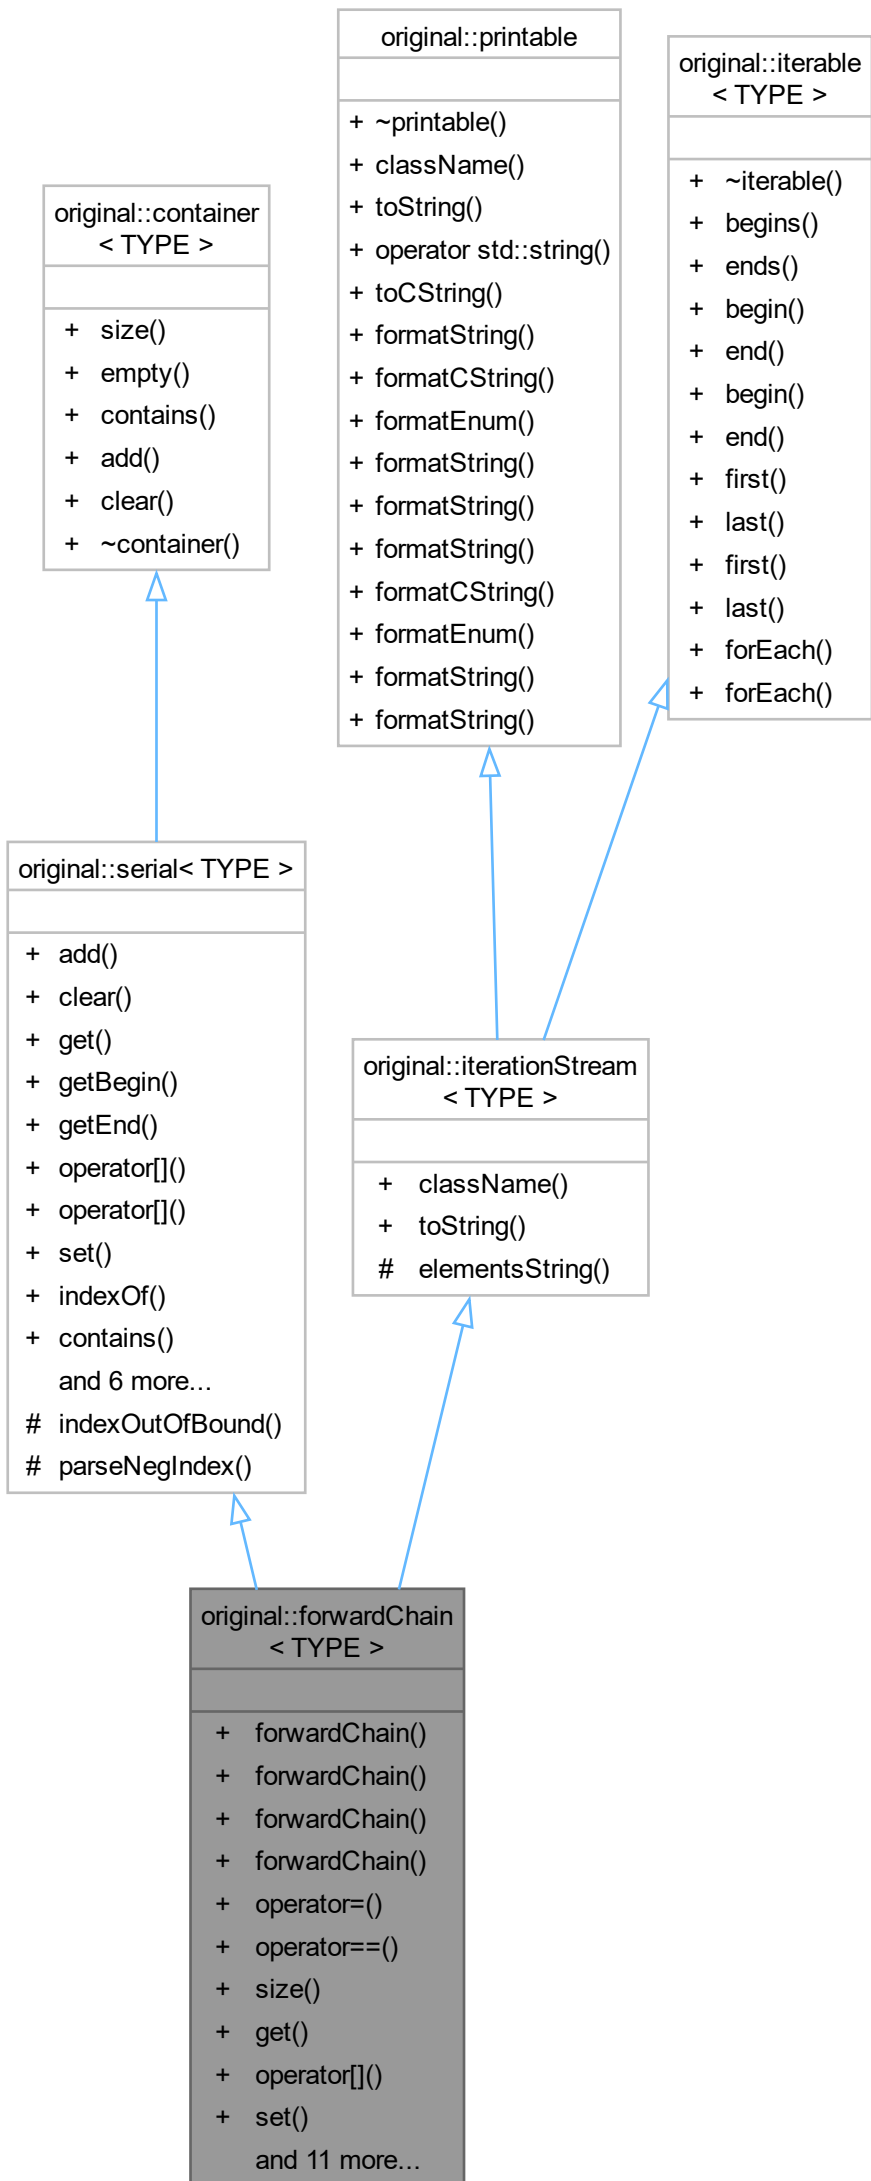 original::printable
+ ~printable()
+ className()
+ toString()
+ operator std::string()
+ toCString()
+ formatString()
+ formatCString()
+ formatEnum()
+ formatString()
+ formatString()
+ formatString()
+ formatCString()
+ formatEnum()
+ formatString()
+ formatString()
original::iterable
< TYPE >
+ ~iterable()
+ begins()
+ ends()
+ begin()
+ end()
+ begin()
+ end()
+ first()
+ last()
+ first()
+ last()
+ forEach()
+ forEach()
original::container
< TYPE >
+ size()
+ empty()
+ contains()
+ add()
+ clear()
+ ~container()
original::serial< TYPE >
+ add()
+ clear()
+ get()
+ getBegin()
+ getEnd()
+ operator[]()
+ operator[]()
+ set()
+ indexOf()
+ contains()
and 6 more...
# indexOutOfBound()
# parseNegIndex()
original::iterationStream
< TYPE >
+ className()
+ toString()
# elementsString()
original::forwardChain
< TYPE >
+ forwardChain()
+ forwardChain()
+ forwardChain()
+ forwardChain()
+ operator=()
+ operator==()
+ size()
+ get()
+ operator[]()
+ set()
and 11 more...